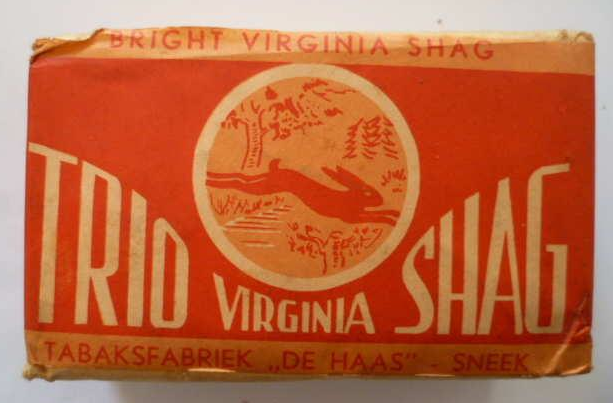 BRIGHT VIRGINIA SHAG
TRIO VIRGINIA SHAG
TABAKSFABRIEK „DE HAAS" - SNEEK